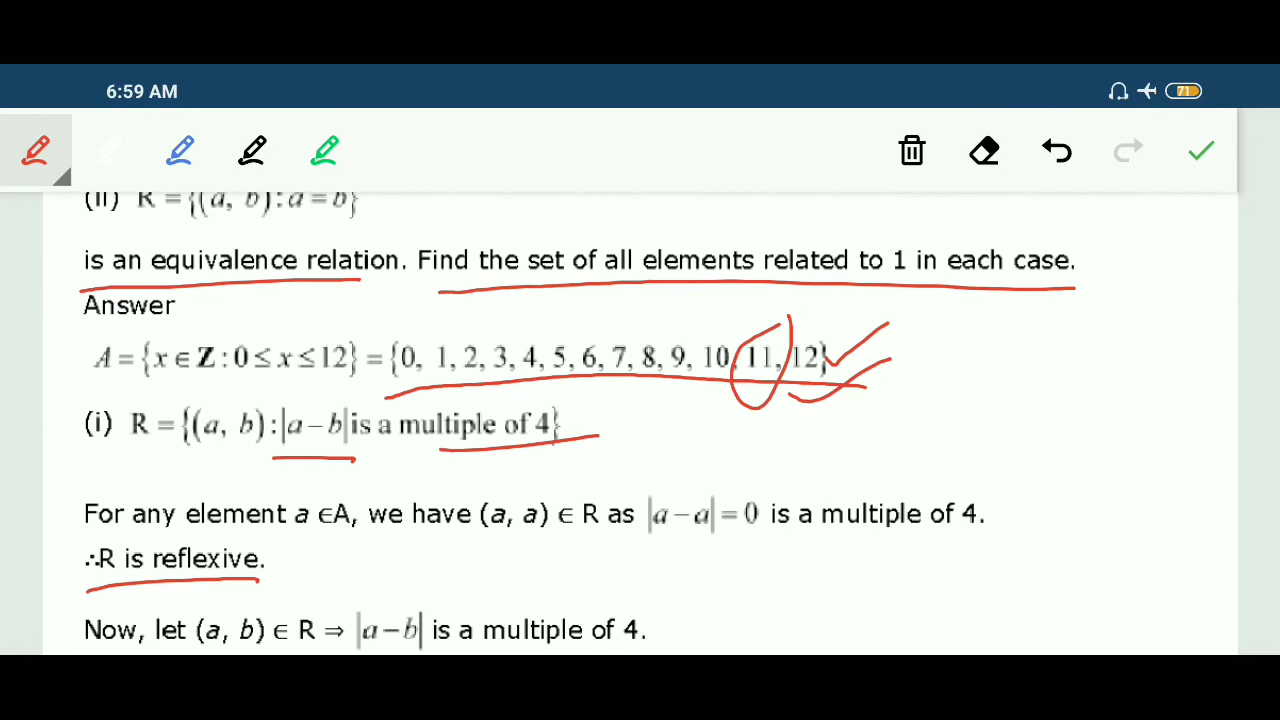 6:59 AM
71
(ii) R = {(a, b) : a = b}
is an equivalence relation. Find the set of all elements related to 1 in each case.
Answer
A = {x ∈ Z : 0 ≤ x ≤ 12} = {0, 1, 2, 3, 4, 5, 6, 7, 8, 9, 10, 11, 12}
(i) R = {(a, b) : |a − b| is a multiple of 4}
For any element a ∈A, we have (a, a) ∈ R as |a − a| = 0 is a multiple of 4.
∴R is reflexive.
Now, let (a, b) ∈ R ⇒ |a − b| is a multiple of 4.